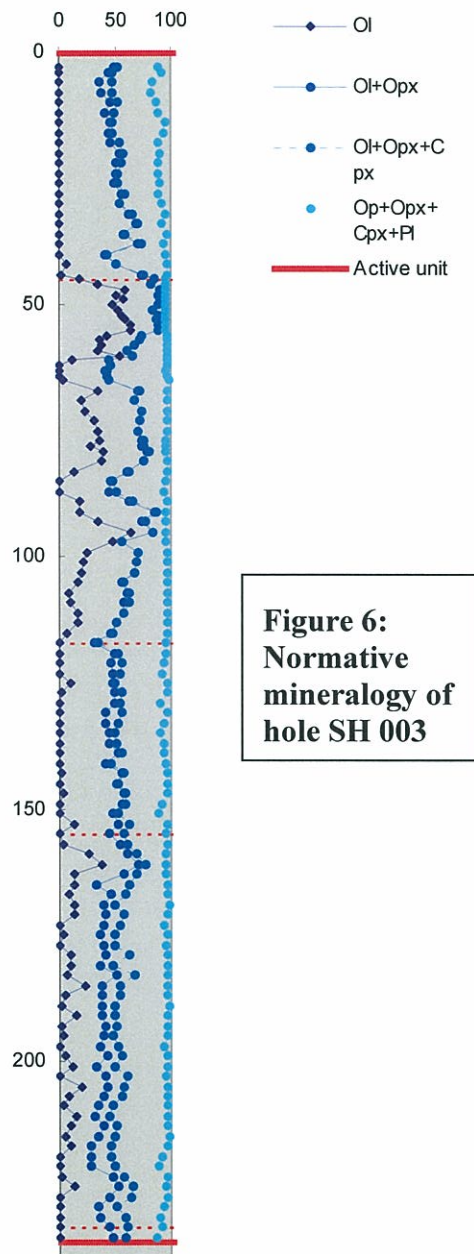 0 50 100
0
50
100
150
200
Ol
Ol+Opx
Ol+Opx+C
px
Op+Opx+
Cpx+Pl
Active unit
Figure 6:
Normative
mineralogy of
hole SH 003